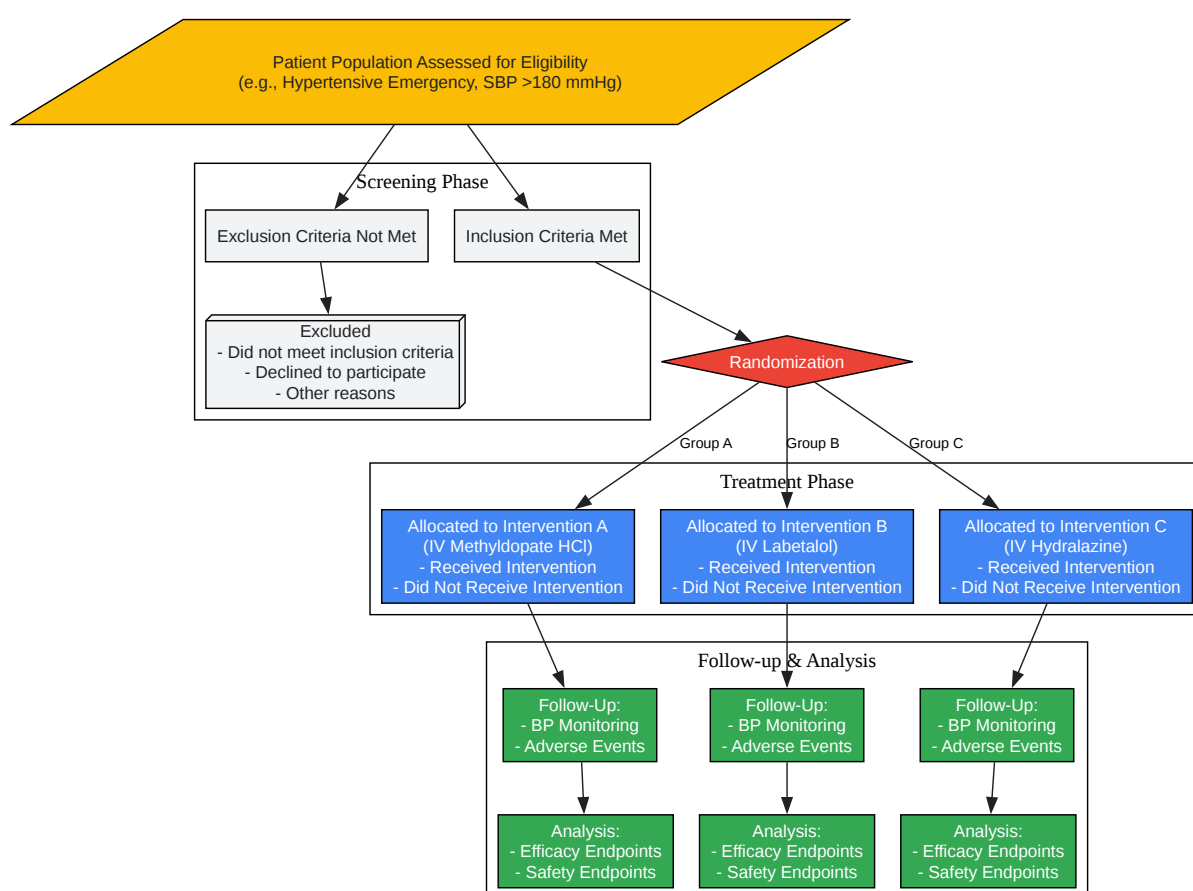 Patient Population Assessed for Eligibility
(e.g., Hypertensive Emergency, SBP >180 mmHg)
Screening Phase
Exclusion Criteria Not Met
Inclusion Criteria Met
Excluded
- Did not meet inclusion criteria
- Declined to participate
- Other reasons
Randomization
Group A
Group B
Group C
Treatment Phase
Allocated to Intervention A
(IV Methyldopate HCl)
- Received Intervention
- Did Not Receive Intervention
Allocated to Intervention B
(IV Labetalol)
- Received Intervention
- Did Not Receive Intervention
Allocated to Intervention C
(IV Hydralazine)
- Received Intervention
- Did Not Receive Intervention
Follow-up & Analysis
Follow-Up:
- BP Monitoring
- Adverse Events
Follow-Up:
- BP Monitoring
- Adverse Events
Follow-Up:
- BP Monitoring
- Adverse Events
Analysis:
- Efficacy Endpoints
- Safety Endpoints
Analysis:
- Efficacy Endpoints
- Safety Endpoints
Analysis:
- Efficacy Endpoints
- Safety Endpoints